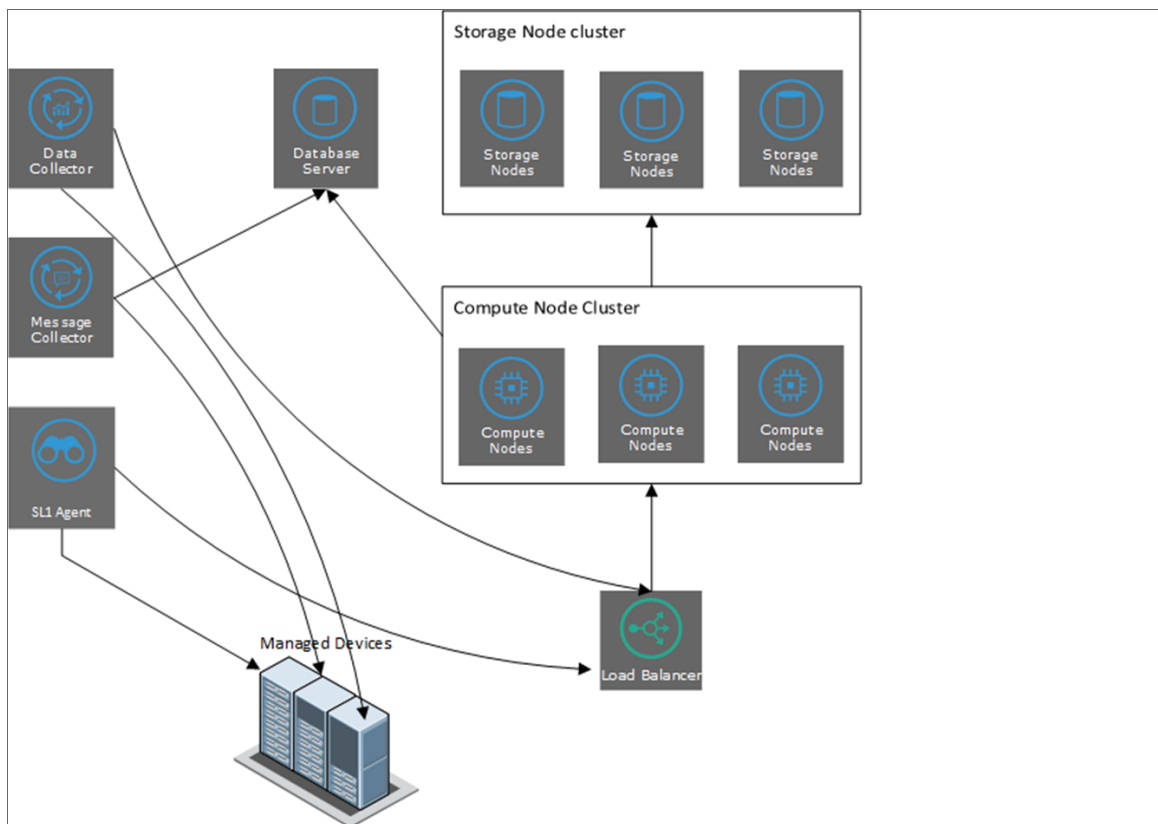 Storage Node cluster
Data
Collector
Database
Server
Storage
Nodes
Storage
Nodes
Storage
Nodes
Message
Collector
Compute Node Cluster
Compute
Nodes
Compute
Nodes
Compute
Nodes
SL1 Agent
Managed Devices
Load Balancer